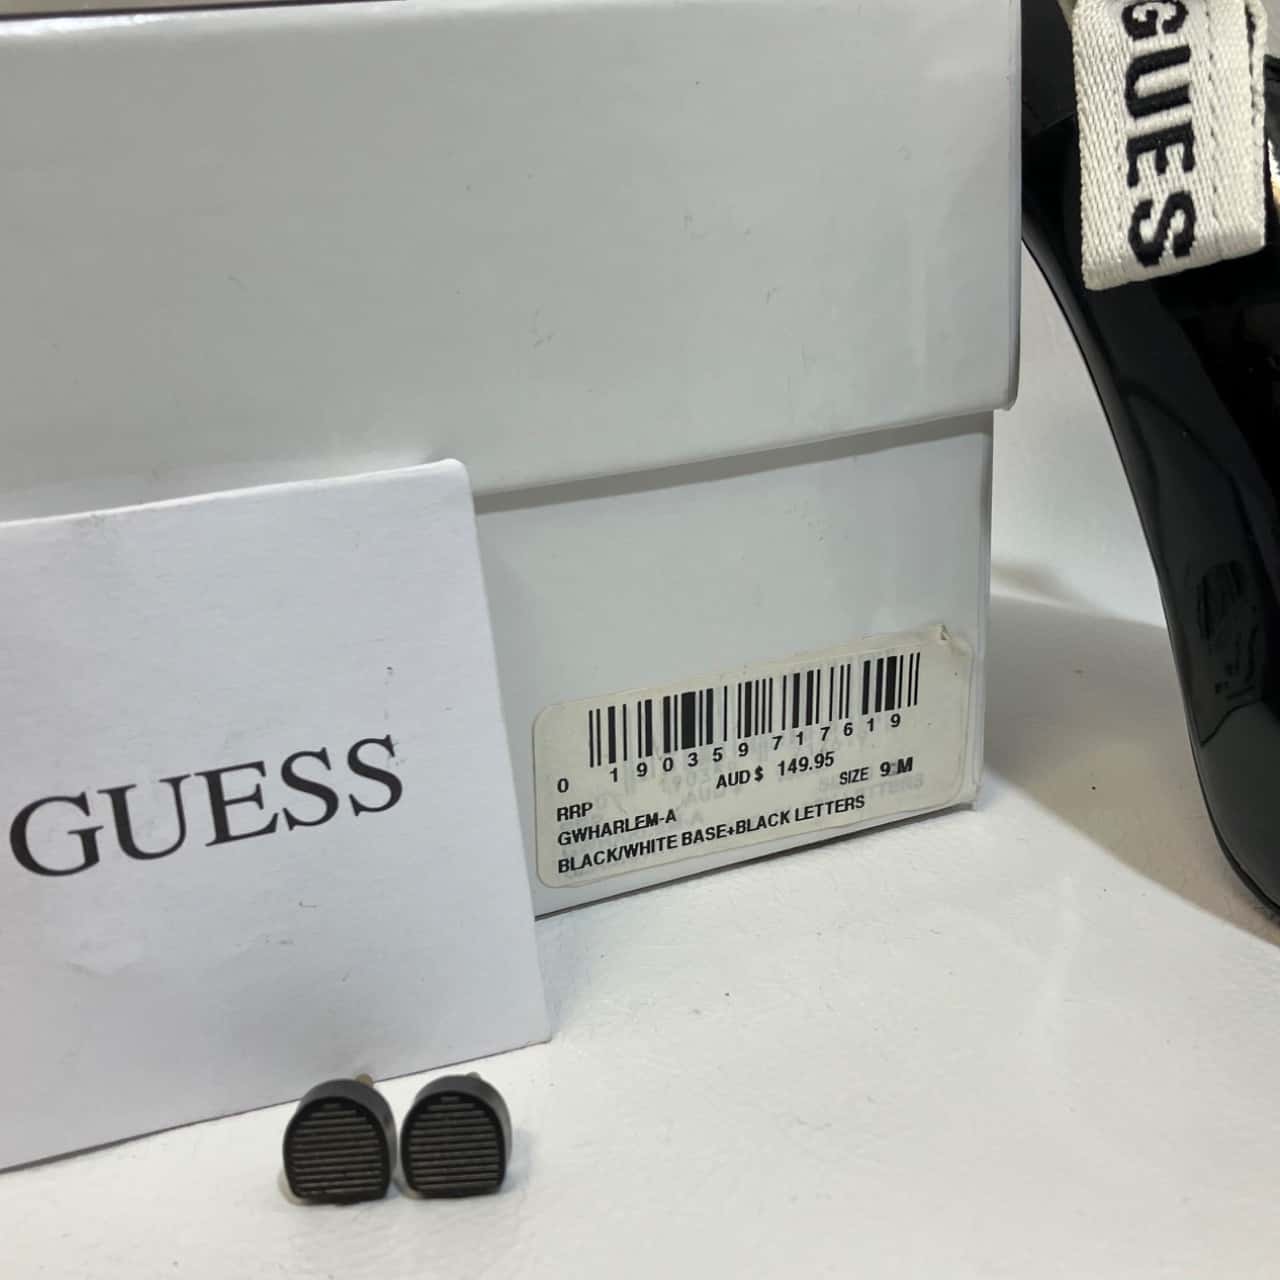 GUES
GUESS
0 190359 717619
RRP AUD$ 149.95
GWHARLEM-A SIZE 9 M
BLACK/WHITE BASE+BLACK LETTERS